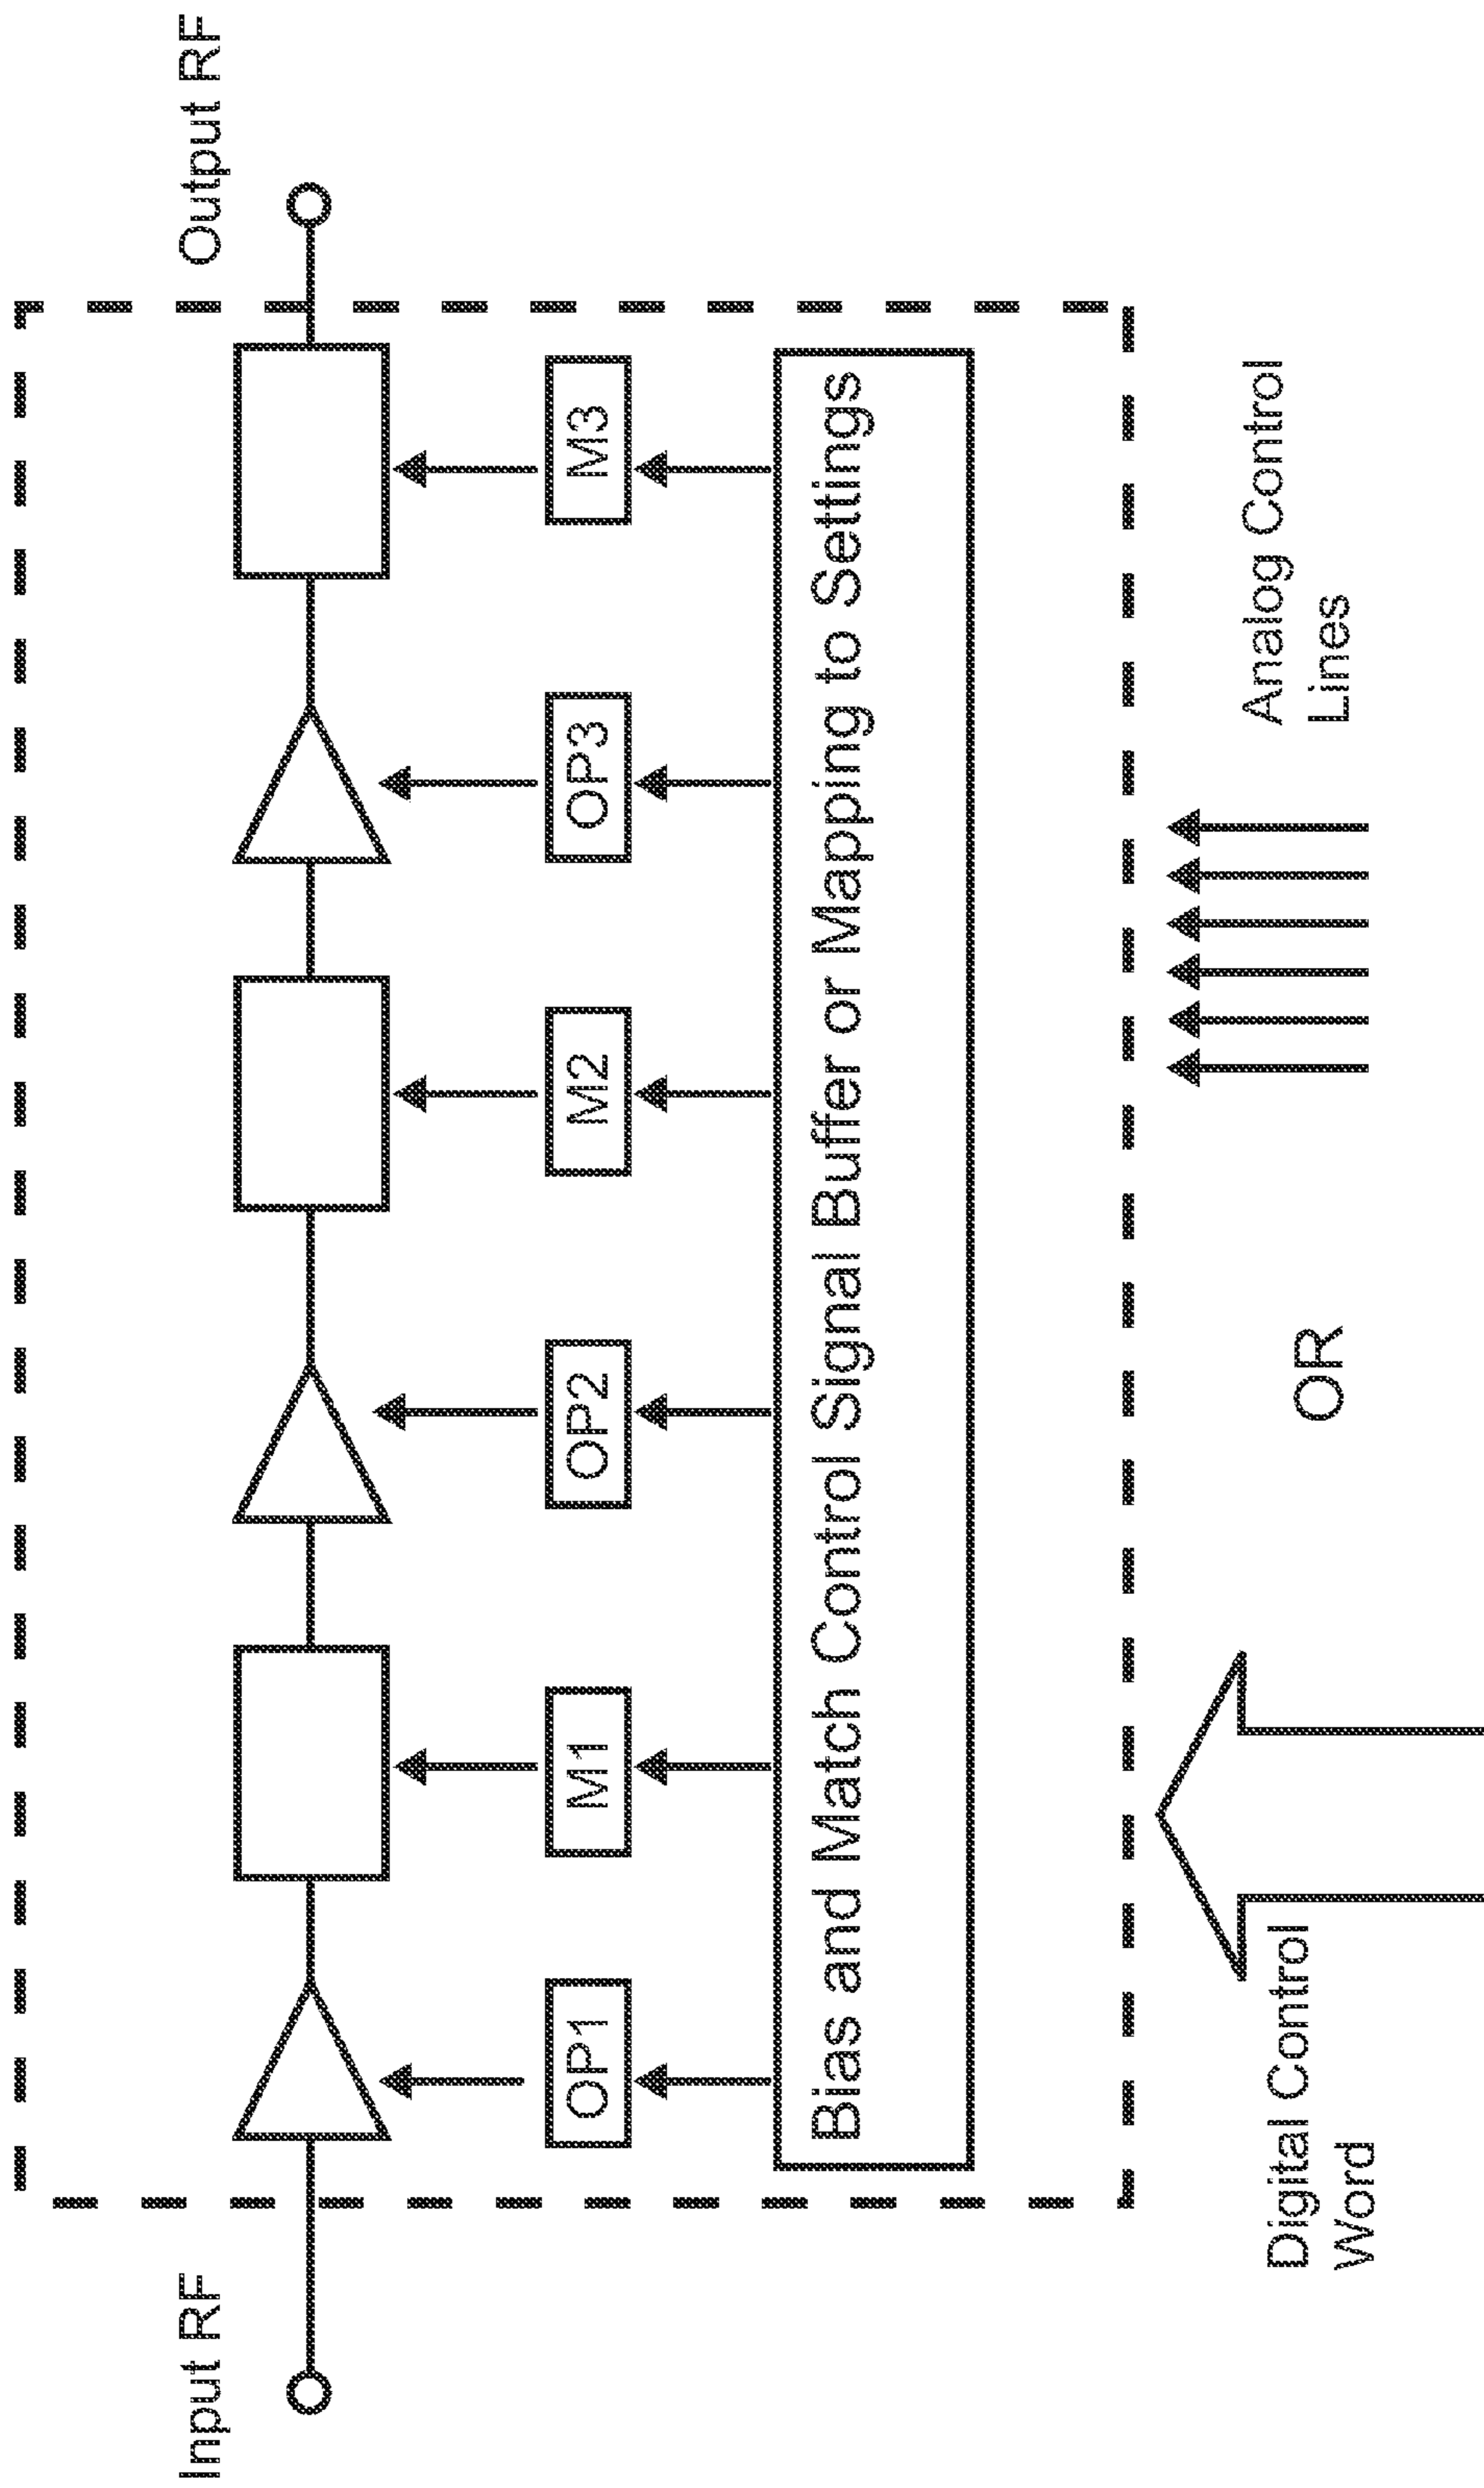 Input RF
Output RF
OP1
M1
OP2
M2
OP3
M3
Bias and Match Control Signal Buffer or Mapping to Settings
Digital Control
Word
OR
Analog Control
Lines